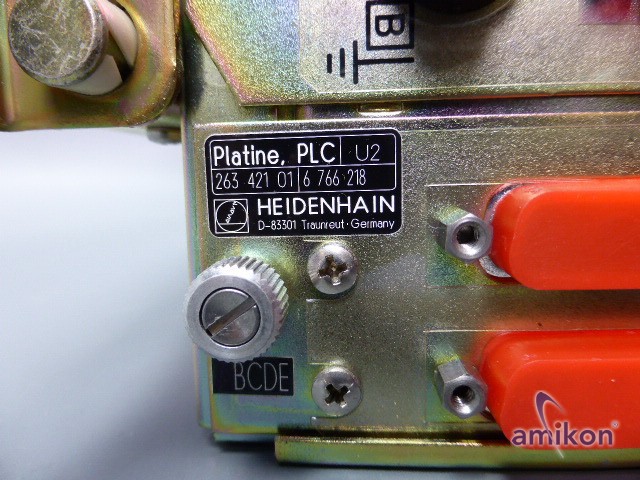 B
Platine, PLC U2
263 421 01 6 766 218
HEIDENHAIN
D-83301 Traunreut · Germany
BCDE
amikon®